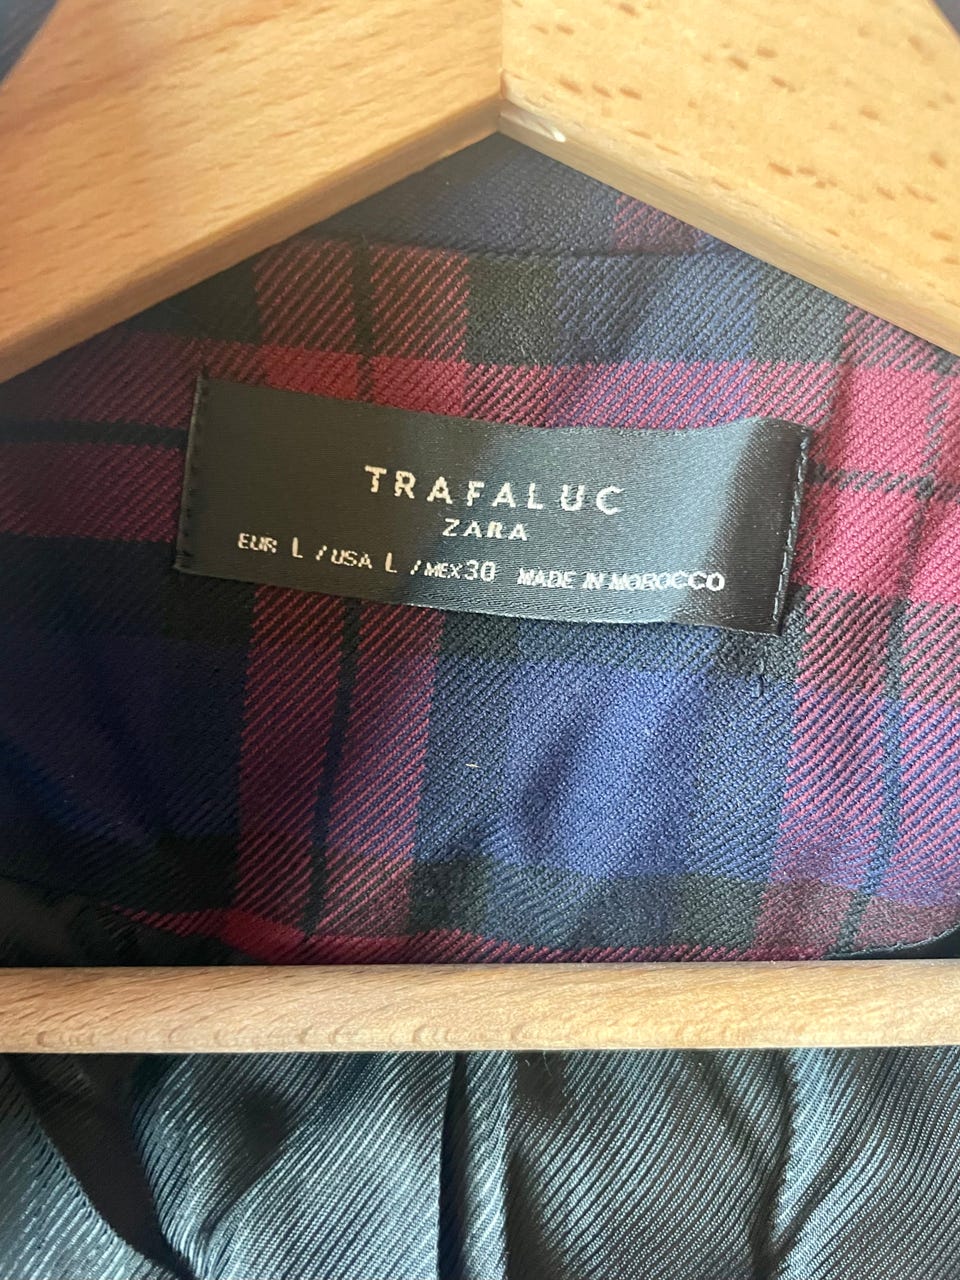 TRAFALUC
ZARA
EUR L / USA L / MEX 30 MADE IN MOROCCO